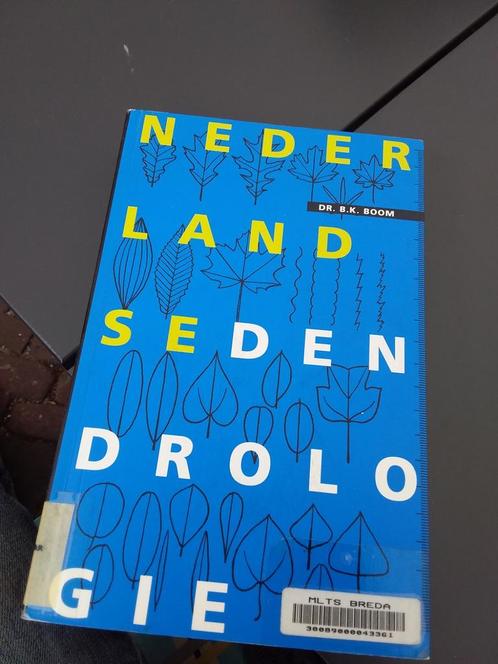 NEDER
DR. B.K. BOOM
LAND
SEDEN
DROLO
GIE
MLTS BREDA
30089000043361